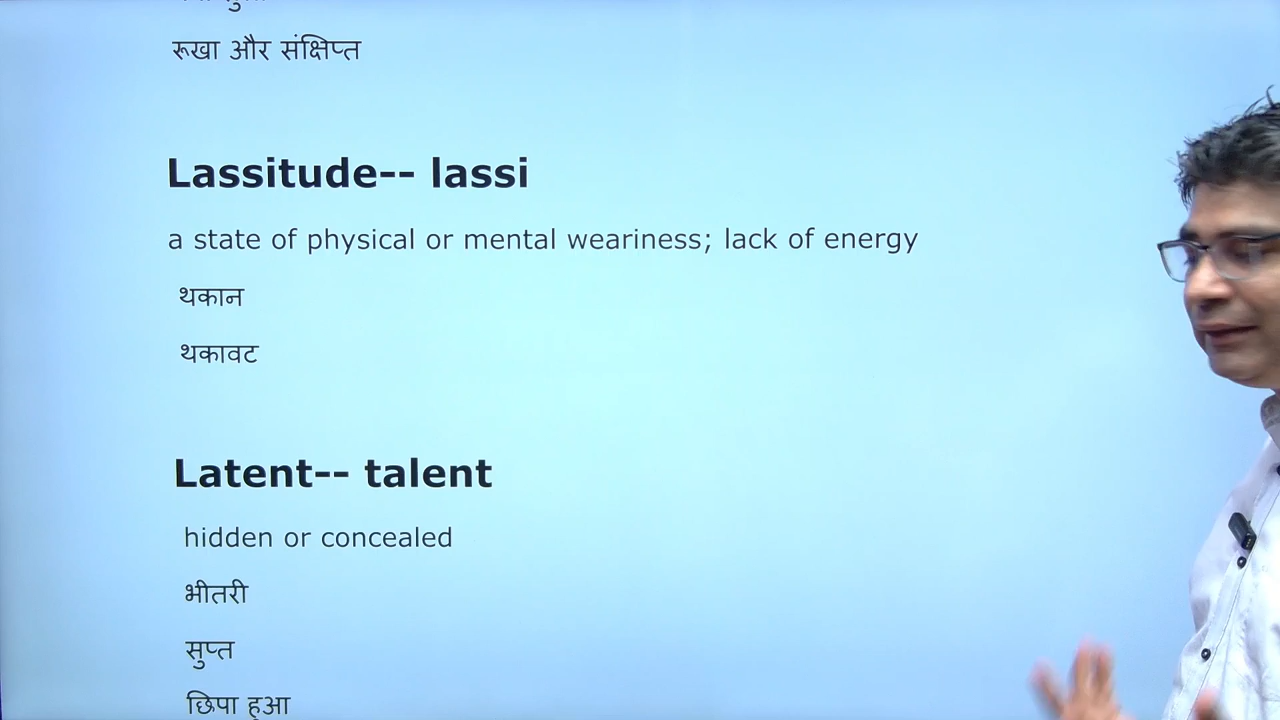 रूखा और संक्षिप्त
Lassitude-- lassi
a state of physical or mental weariness; lack of energy
थकान
थकावट
Latent-- talent
hidden or concealed
भीतरी
सुप्त
छिपा हुआ